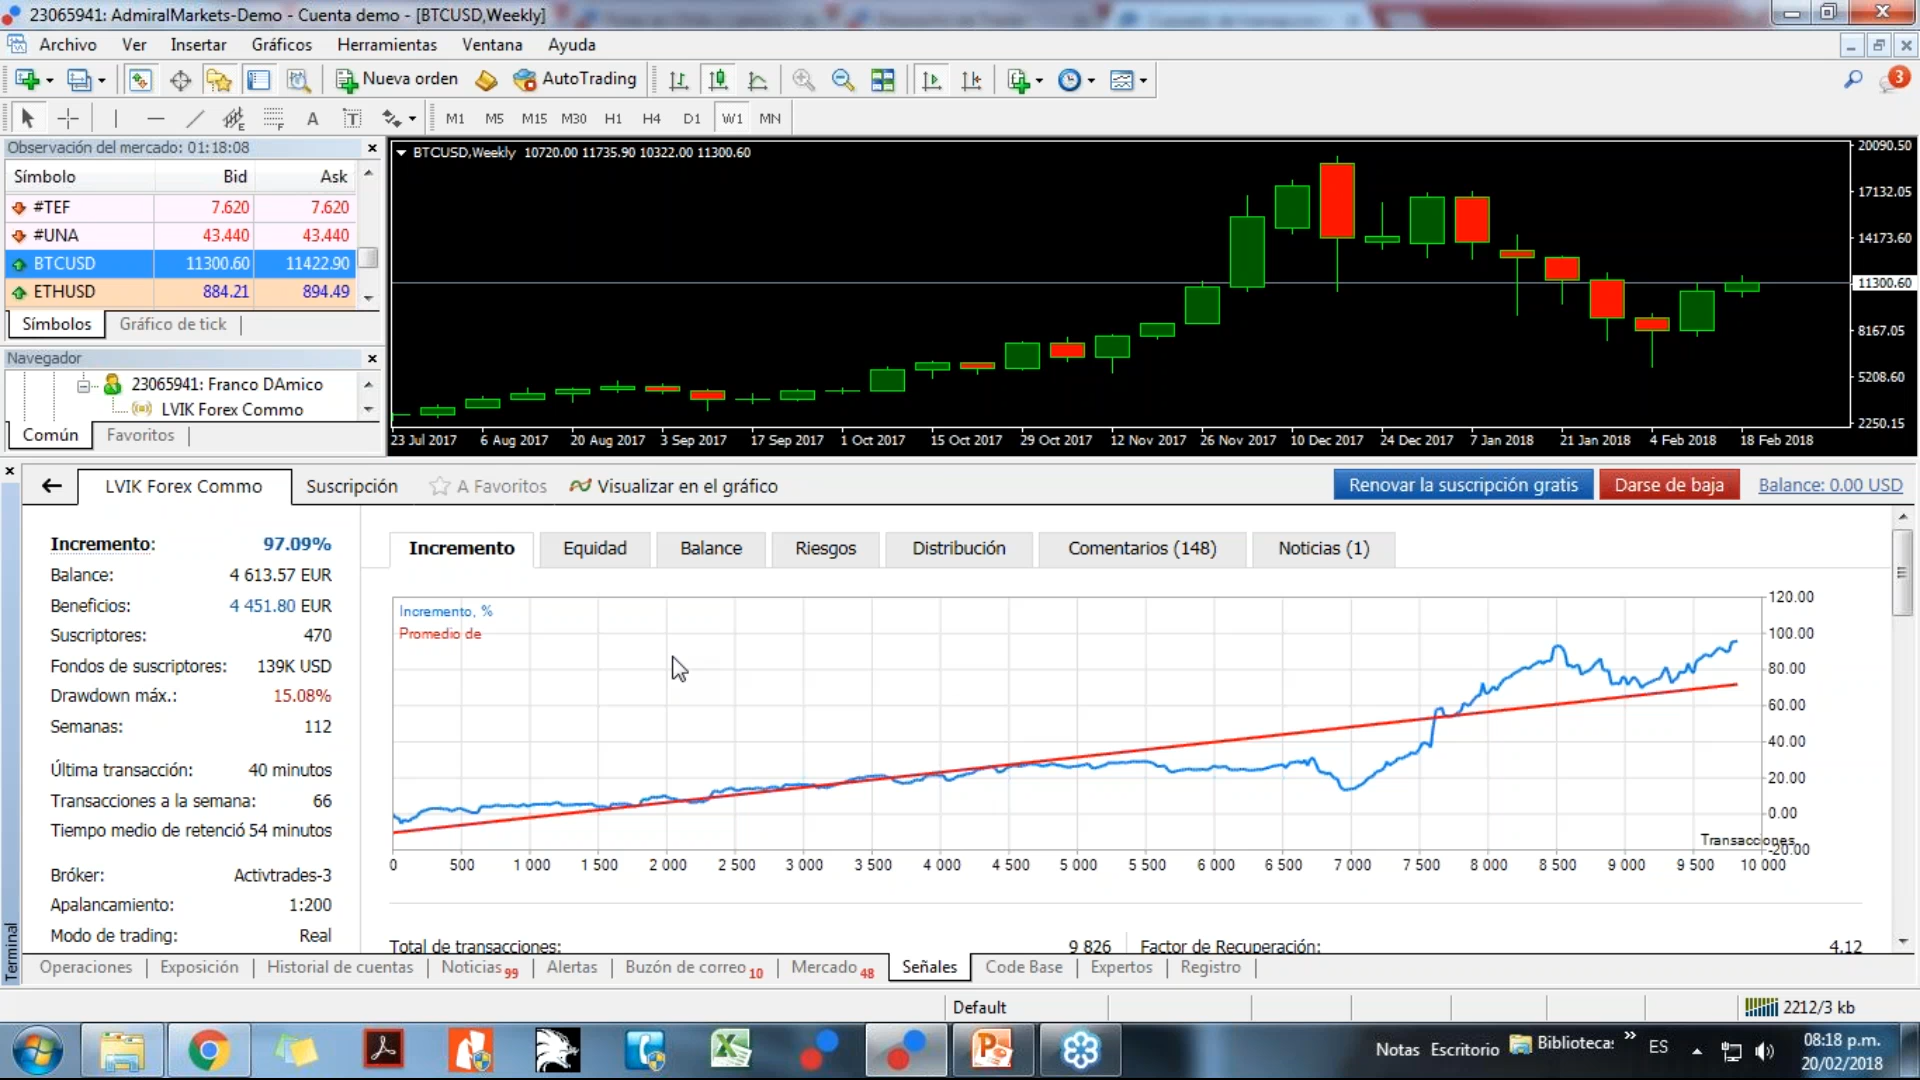 23065941: AdmiralMarkets-Demo - Cuenta demo - [BTCUSD,Weekly]
Archivo Ver Insertar Gráficos Herramientas Ventana Ayuda
Nueva orden AutoTrading 3
A T M1 M5 M15 M30 H1 H4 D1 W1 MN
Observación del mercado: 01:18:08
Símbolo Bid Ask
#TEF 7.620 7.620
#UNA 43.440 43.440
BTCUSD 11300.60 11422.90
ETHUSD 884.21 894.49
Símbolos Gráfico de tick
Navegador
23065941: Franco DAmico
LVIK Forex Commo
Común Favoritos
BTCUSD,Weekly 10720.00 11735.90 10322.00 11300.60
20090.50
17132.05
14173.60
11300.60
8167.05
5208.60
2250.15
23 Jul 2017 6 Aug 2017 20 Aug 2017 3 Sep 2017 17 Sep 2017 1 Oct 2017 15 Oct 2017 29 Oct 2017 12 Nov 2017 26 Nov 2017 10 Dec 2017 24 Dec 2017 7 Jan 2018 21 Jan 2018 4 Feb 2018 18 Feb 2018
LVIK Forex Commo Suscripción A Favoritos Visualizar en el gráfico Renovar la suscripción gratis Darse de baja Balance: 0.00 USD
Incremento: 97.09%
Balance: 4 613.57 EUR
Beneficios: 4 451.80 EUR
Suscriptores: 470
Fondos de suscriptores: 139K USD
Drawdown máx.: 15.08%
Semanas: 112
Última transacción: 40 minutos
Transacciones a la semana: 66
Tiempo medio de retenció 54 minutos
Bróker: Activtrades-3
Apalancamiento: 1:200
Modo de trading: Real
Incremento Equidad Balance Riesgos Distribución Comentarios (148) Noticias (1)
Incremento, %
Promedio de
120.00
100.00
80.00
60.00
40.00
20.00
0.00
Transacciones
-20.00
0 500 1 000 1 500 2 000 2 500 3 000 3 500 4 000 4 500 5 000 5 500 6 000 6 500 7 000 7 500 8 000 8 500 9 000 9 500 10 000
Total de transacciones: 9 826 Factor de Recuperación: 4.12
Terminal
Operaciones Exposición Historial de cuentas Noticias 99 Alertas Buzón de correo 10 Mercado 48 Señales Code Base Expertos Registro
Default 2212/3 kb
Notas Escritorio Bibliotecas » ES 08:18 p.m.
20/02/2018